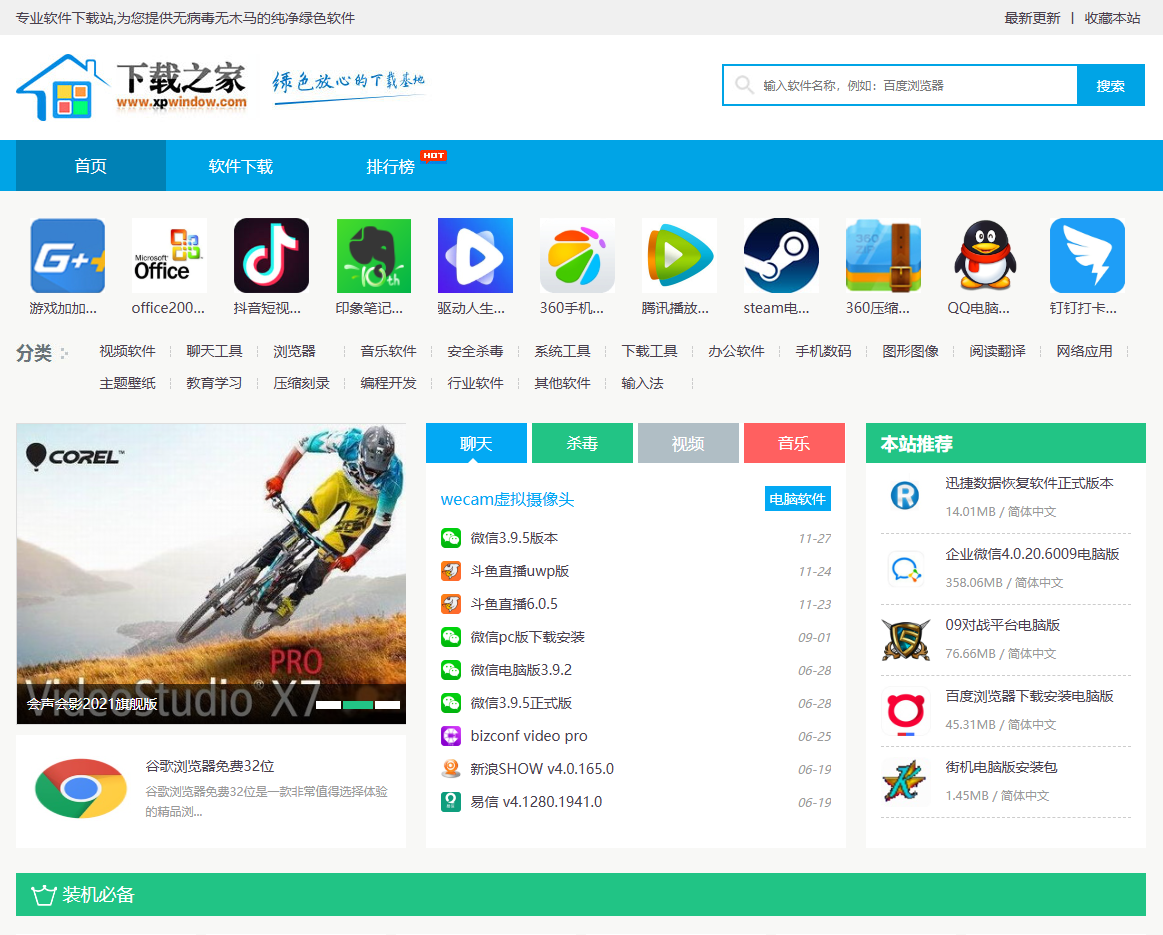 专业软件下载站,为您提供无病毒无木马的纯净绿色软件
最新更新 | 收藏本站
下载之家
www.xpwindow.com
绿色放心的下载基地
输入软件名称, 例如: 百度浏览器
搜索
首页
软件下载
排行榜
HOT
G++
Microsoft
Office
10th
360
游戏加加...
office200...
抖音短视...
印象笔记...
驱动人生...
360手机...
腾讯播放...
steam电...
360压缩...
QQ电脑...
钉钉打卡...
分类
视频软件
聊天工具
浏览器
音乐软件
安全杀毒
系统工具
下载工具
办公软件
手机数码
图形图像
阅读翻译
网络应用
主题壁纸
教育学习
压缩刻录
编程开发
行业软件
其他软件
输入法
COREL™
PRO
VideoStudio® X7
会声会影2021旗舰版
谷歌浏览器免费32位
谷歌浏览器免费32位是一款非常值得选择体验
的精品浏...
聊天
杀毒
视频
音乐
wecam虚拟摄像头
电脑软件
微信3.9.5版本 11-27
斗鱼直播uwp版 11-24
斗鱼直播6.0.5 11-23
微信pc版下载安装 09-01
微信电脑版3.9.2 06-28
微信3.9.5正式版 06-28
bizconf video pro 06-25
新浪SHOW v4.0.165.0 06-19
易信 v4.1280.1941.0 06-19
本站推荐
迅捷数据恢复软件正式版本
14.01MB / 简体中文
企业微信4.0.20.6009电脑版
358.06MB / 简体中文
09对战平台电脑版
76.66MB / 简体中文
百度浏览器下载安装电脑版
45.31MB / 简体中文
街机电脑版安装包
1.45MB / 简体中文
装机必备